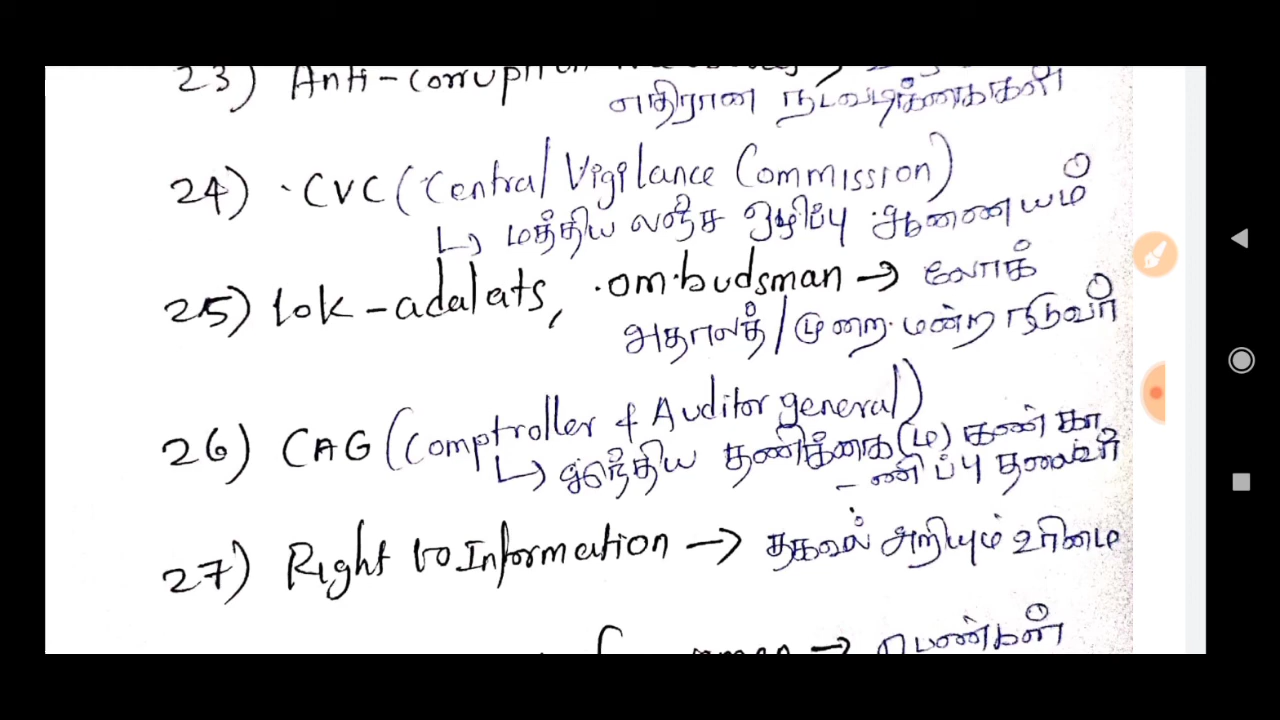 23) Anti-corruption
எதிரான நடவடிக்கைகள்
24) ·CVC (Central Vigilance Commission)
↳ மத்திய லஞ்ச ஒழிப்பு ஆணையம்
25) lok-adalats, ·ombudsman → லோக்
அதாலத் / முறை மன்ற நடுவர்
26) CAG (Comptroller & Auditor general)
↳ இந்திய தணிக்கை (ம) கண்கா
- ணிப்பு தலைவர்
27) Right to Information → தகவல் அறியும் உரிமை
→ பெண்கள்